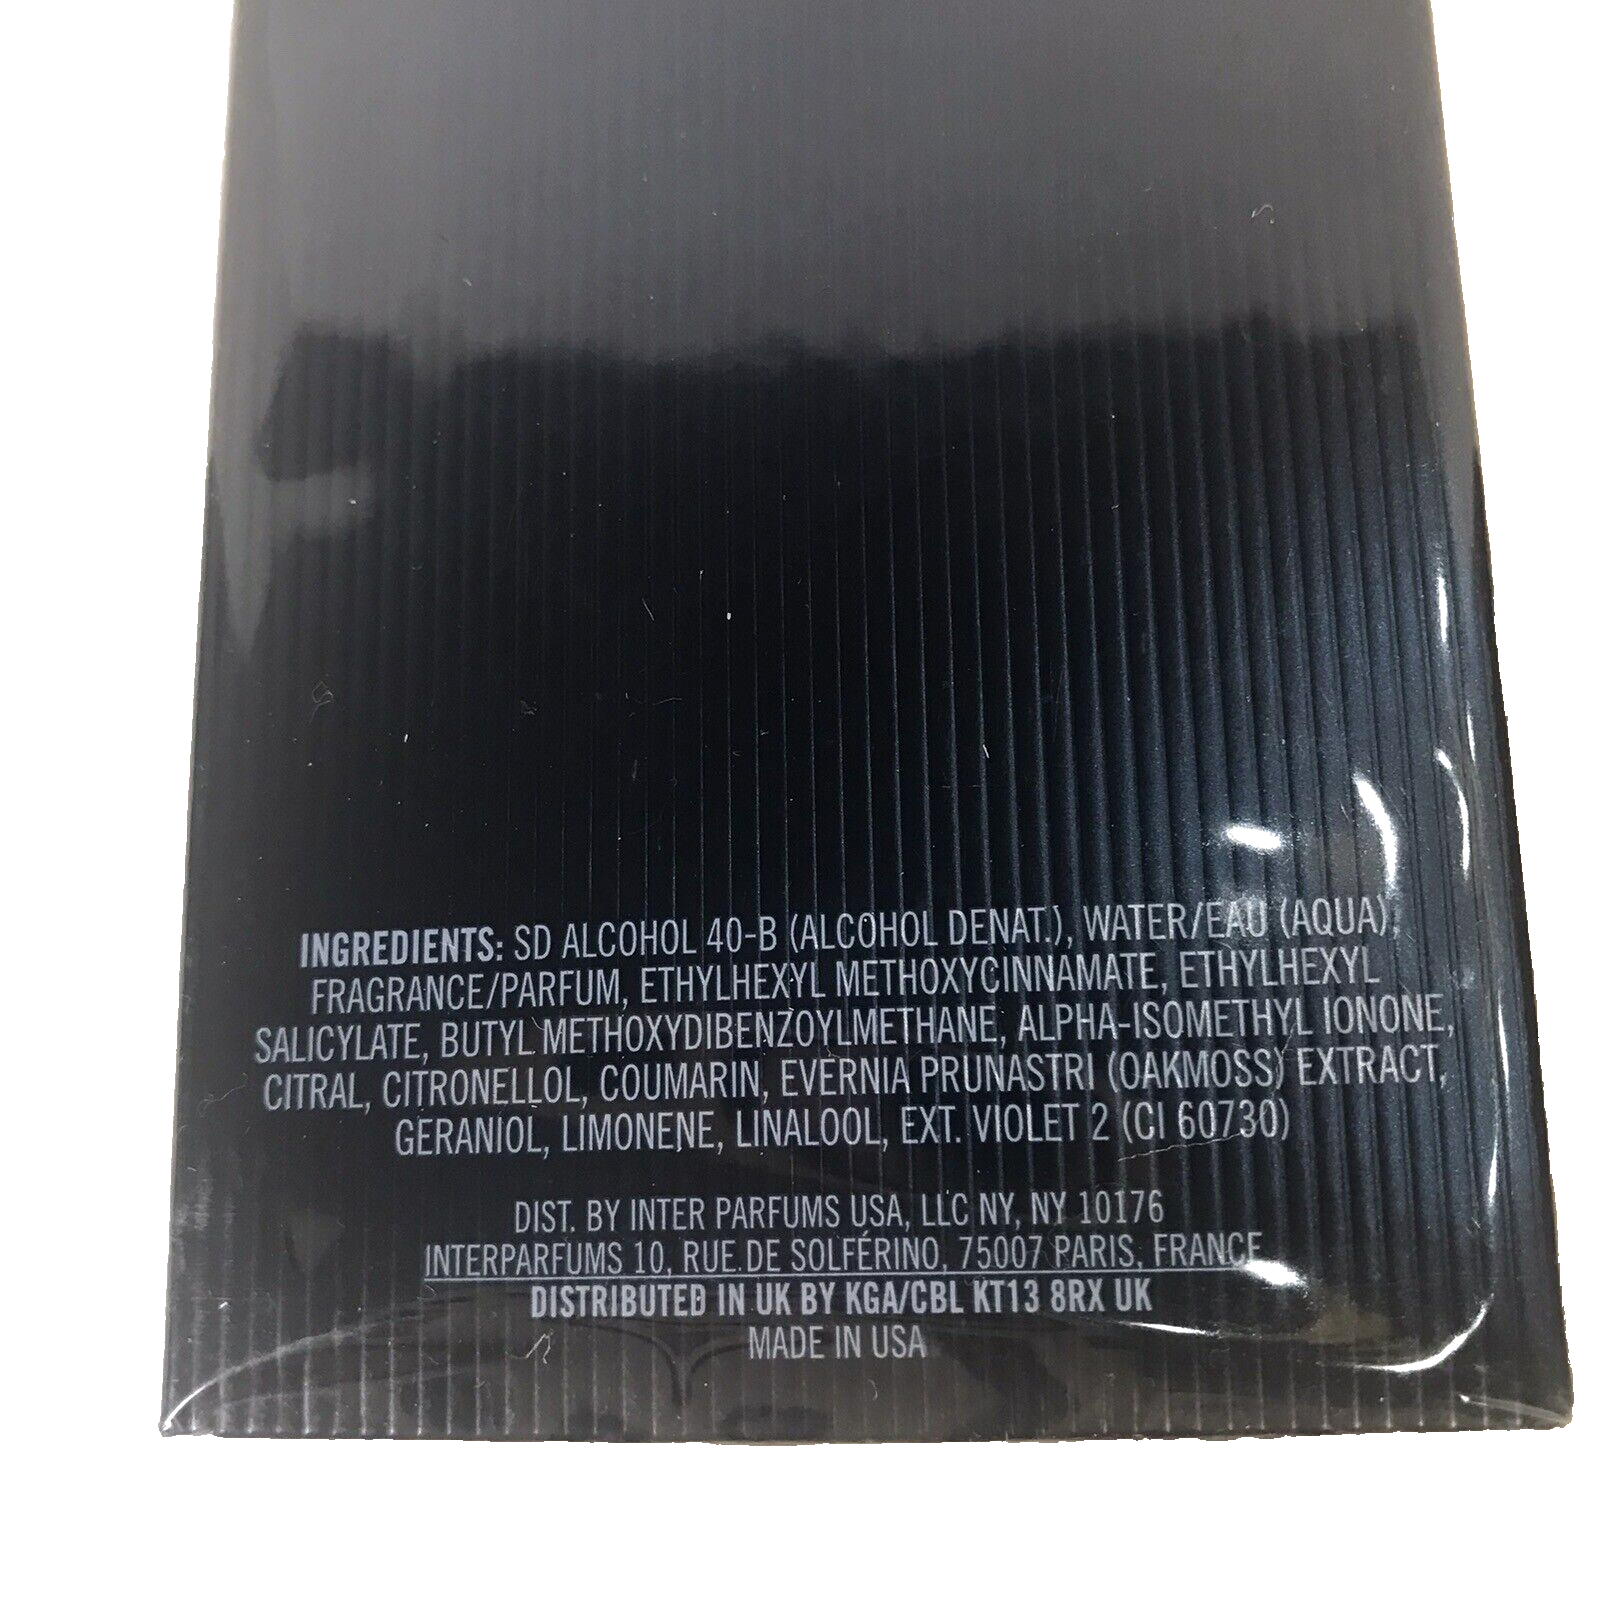 INGREDIENTS: SD ALCOHOL 40-B (ALCOHOL DENAT.), WATER/EAU (AQUA),
FRAGRANCE/PARFUM, ETHYLHEXYL METHOXYCINNAMATE, ETHYLHEXYL
SALICYLATE, BUTYL METHOXYDIBENZOYLMETHANE, ALPHA-ISOMETHYL IONONE,
CITRAL, CITRONELLOL, COUMARIN, EVERNIA PRUNASTRI (OAKMOSS) EXTRACT,
GERANIOL, LIMONENE, LINALOOL, EXT. VIOLET 2 (CI 60730)
DIST. BY INTER PARFUMS USA, LLC NY, NY 10176
INTERPARFUMS 10, RUE DE SOLFÉRINO, 75007 PARIS, FRANCE
DISTRIBUTED IN UK BY KGA/CBL KT13 8RX UK
MADE IN USA